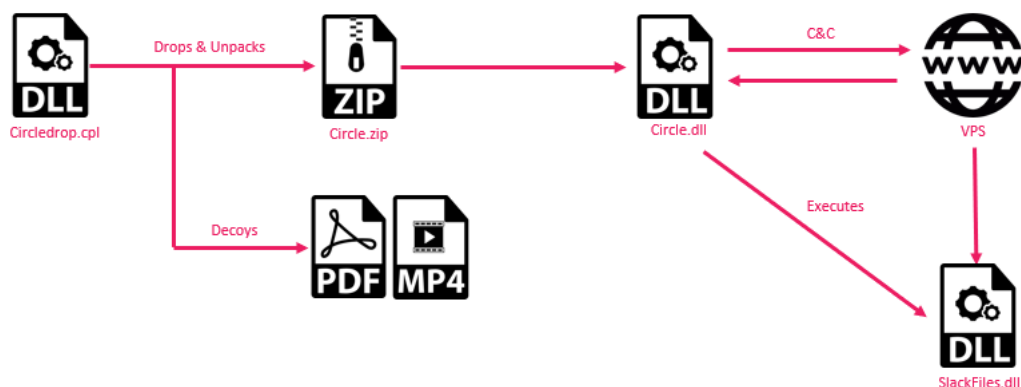 DLL
Circledrop.cpl
Drops & Unpacks
ZIP
Circle.zip
DLL
Circle.dll
C&C
WWW
VPS
Decoys
PDF
MP4
Executes
DLL
SlackFiles.dll